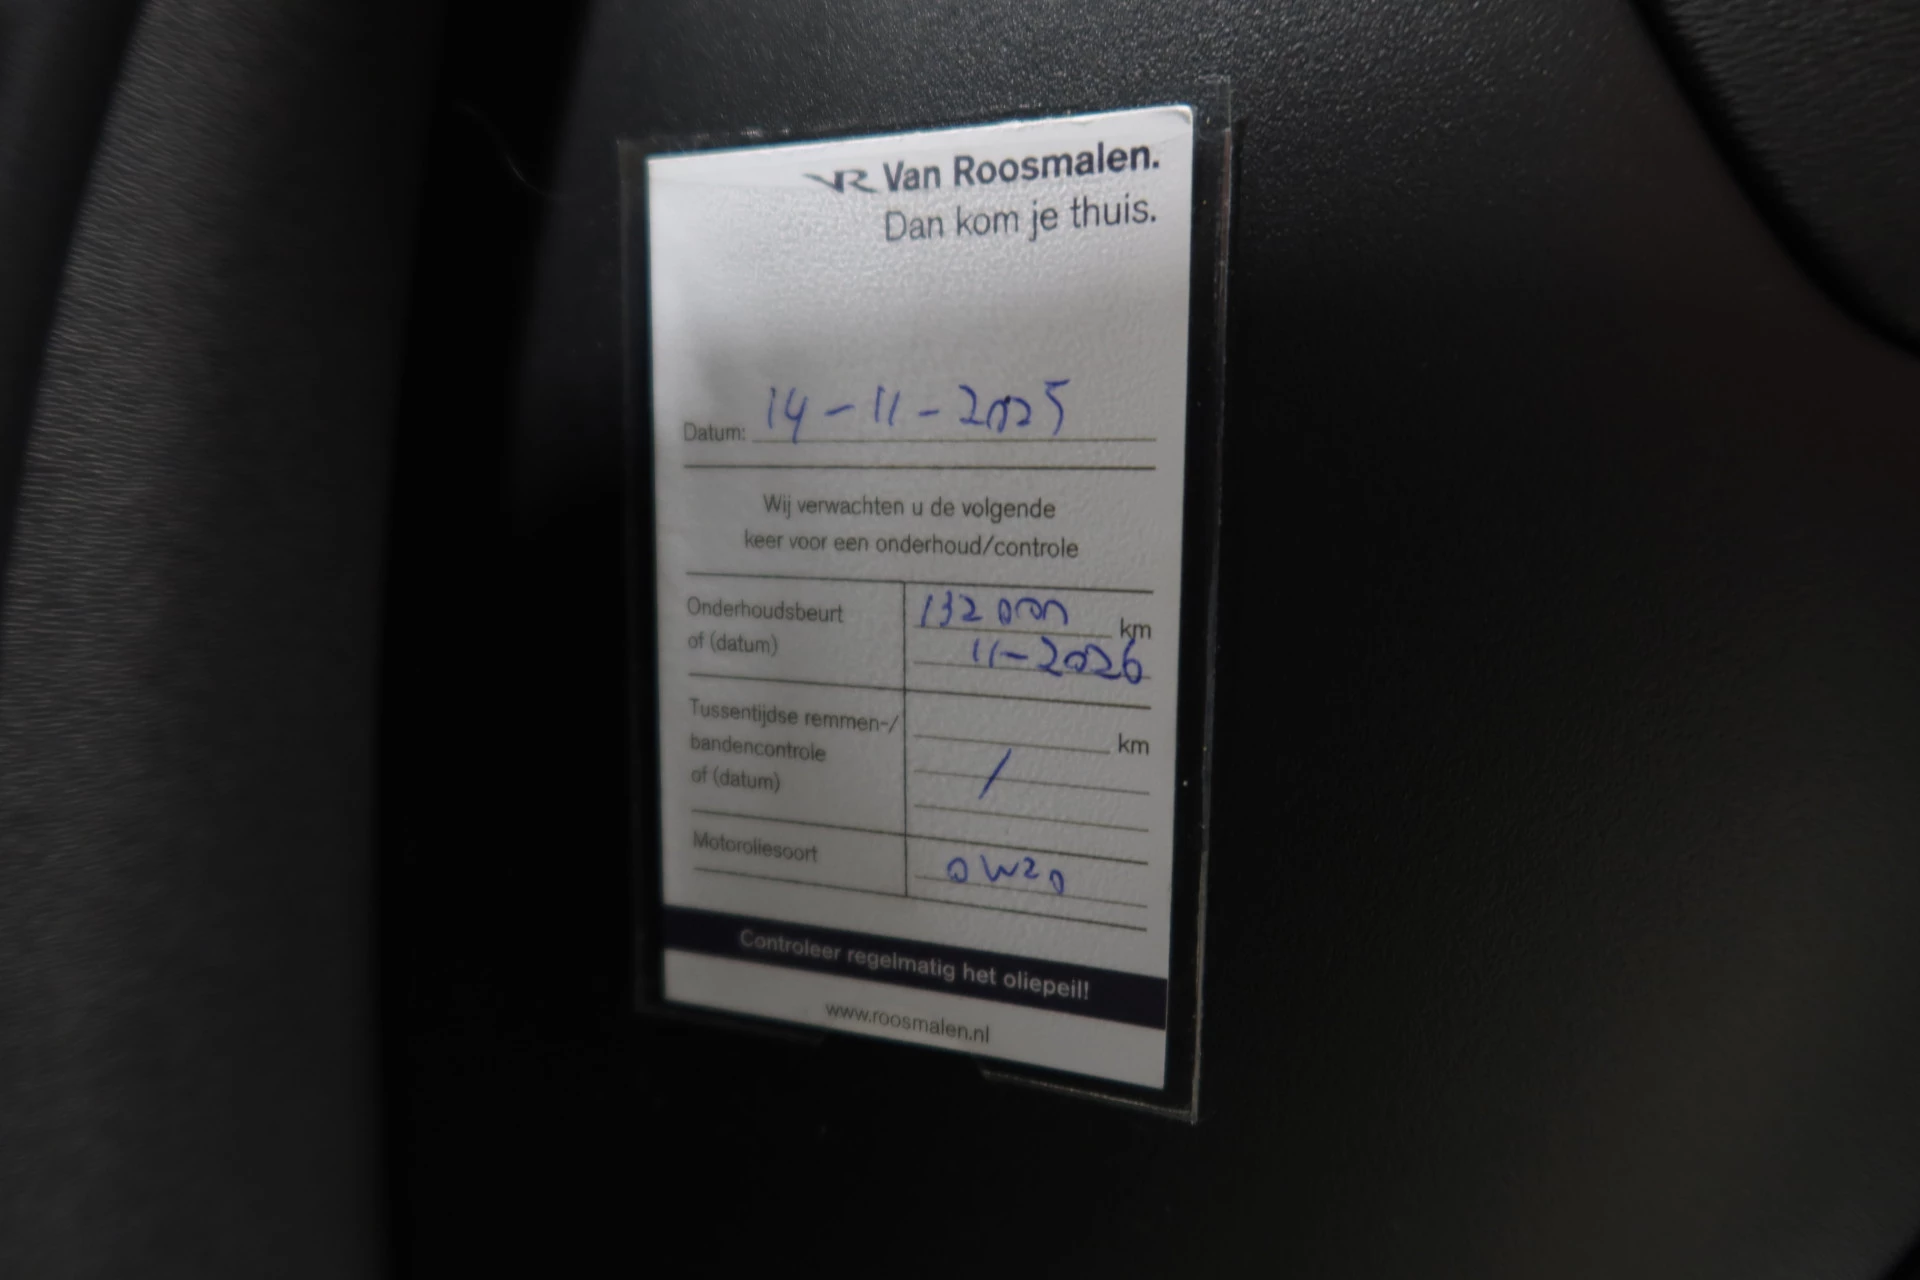 VR Van Roosmalen.
Dan kom je thuis.
Datum: 14-11-2025
Wij verwachten u de volgende
keer voor een onderhoud/controle
Onderhoudsbeurt 132000 km
of (datum) 11-2026
Tussentijdse remmen-/ km
bandencontrole /
of (datum)
Motoroliesoort 0W20
Controleer regelmatig het oliepeil!
www.roosmalen.nl